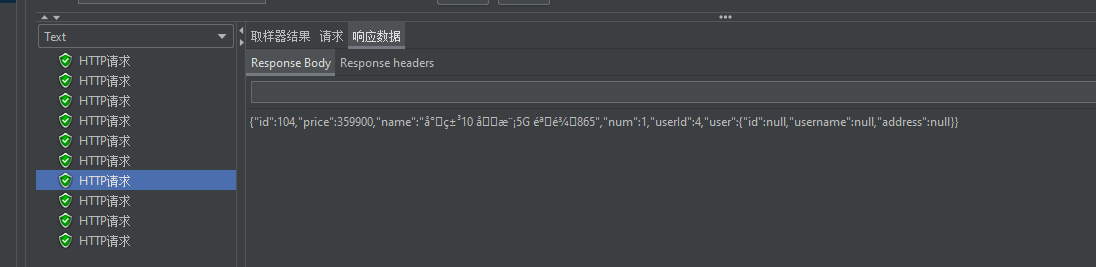 Text
取样器结果 请求 响应数据
HTTP请求
Response Body Response headers
HTTP请求
HTTP请求
HTTP请求
{"id":104,"price":359900,"name":"å°□ç±³10 å□□æ¨¡5G éª□é¾□865","num":1,"userId":4,"user":{"id":null,"username":null,"address":null}}
HTTP请求
HTTP请求
HTTP请求
HTTP请求
HTTP请求
HTTP请求